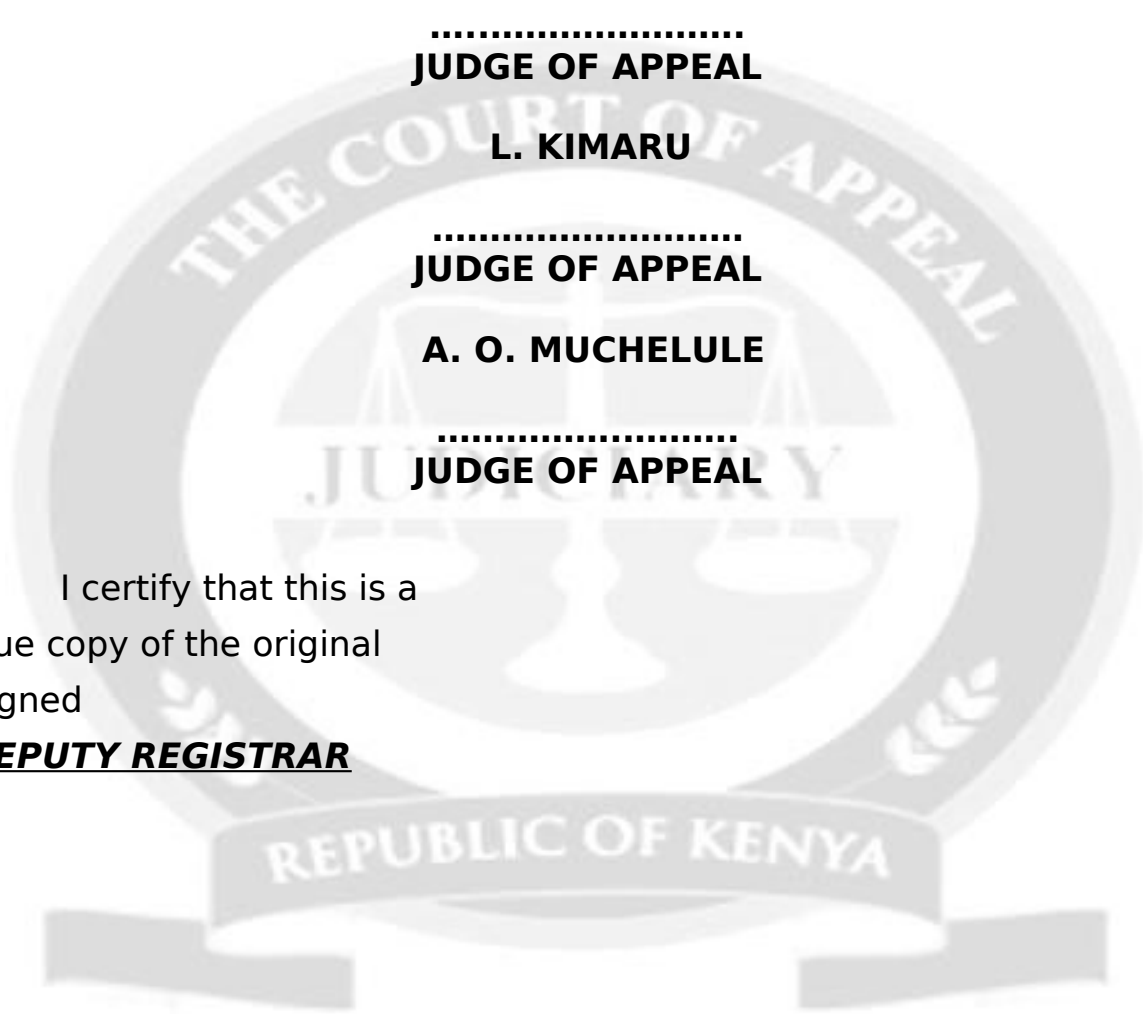 ………………………
JUDGE OF APPEAL
L. KIMARU
………………………
JUDGE OF APPEAL
A. O. MUCHELULE
………………………
JUDGE OF APPEAL
I certify that this is a
ue copy of the original
gned
EPUTY REGISTRAR
THE COURT OF APPEAL
JUDICIARY
REPUBLIC OF KENYA